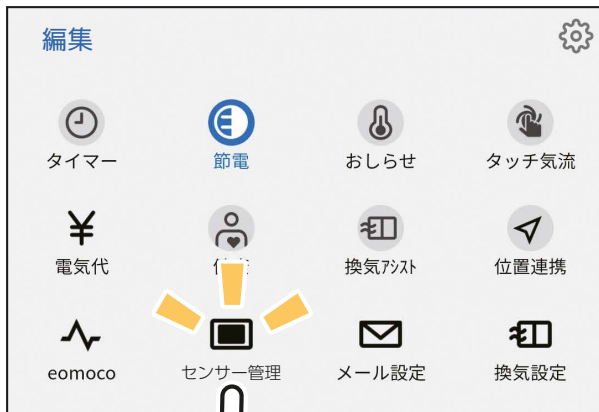 編集
タイマー
節電
おしらせ
タッチ気流
電気代
換気アシスト
位置連携
eomoco
センサー管理
メール設定
換気設定